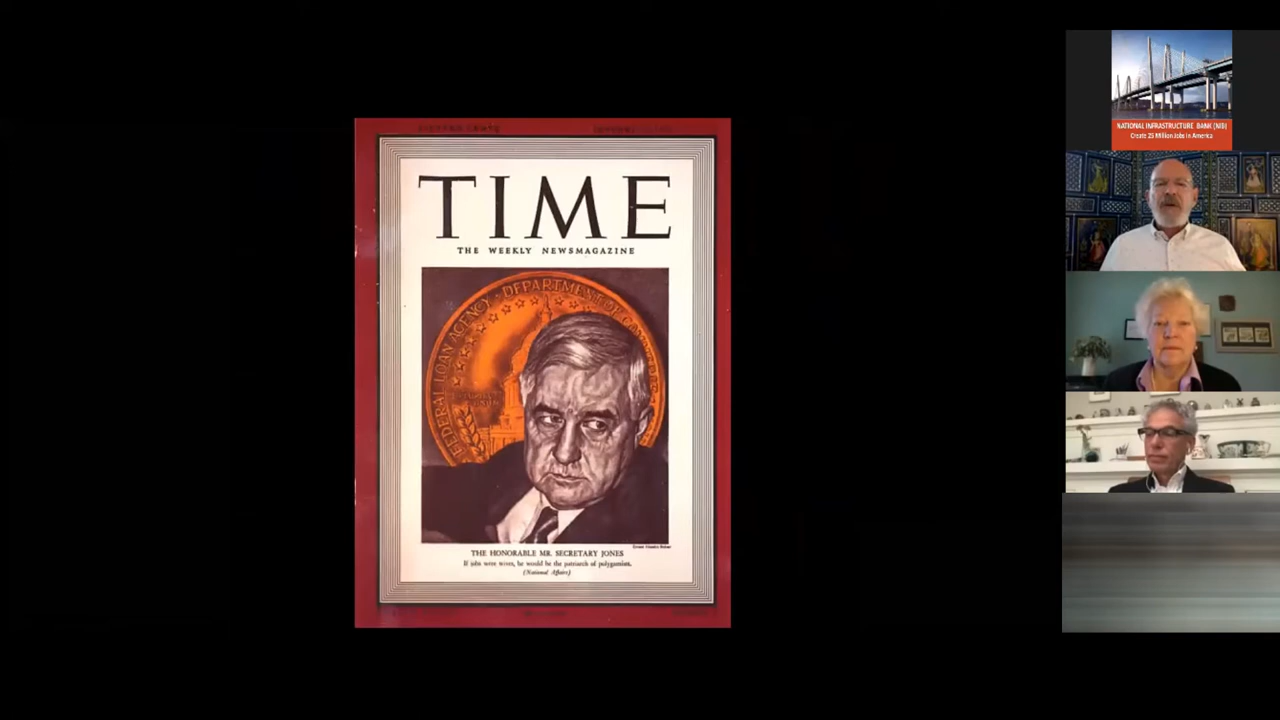 TIME
THE WEEKLY NEWSMAGAZINE
FEDERAL LOAN AGENCY · DEPARTMENT OF
THE HONORABLE MR. SECRETARY JONES
If jobs were wives, he would be the patriarch of polygamists.
(National Affairs)
NATIONAL INFRASTRUCTURE BANK (NIB)
Create 25 Million Jobs in America